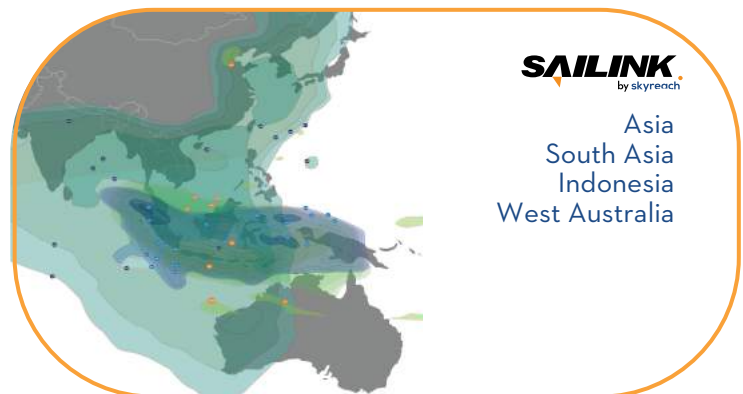 SAILINK
by skyreach
Asia
South Asia
Indonesia
West Australia